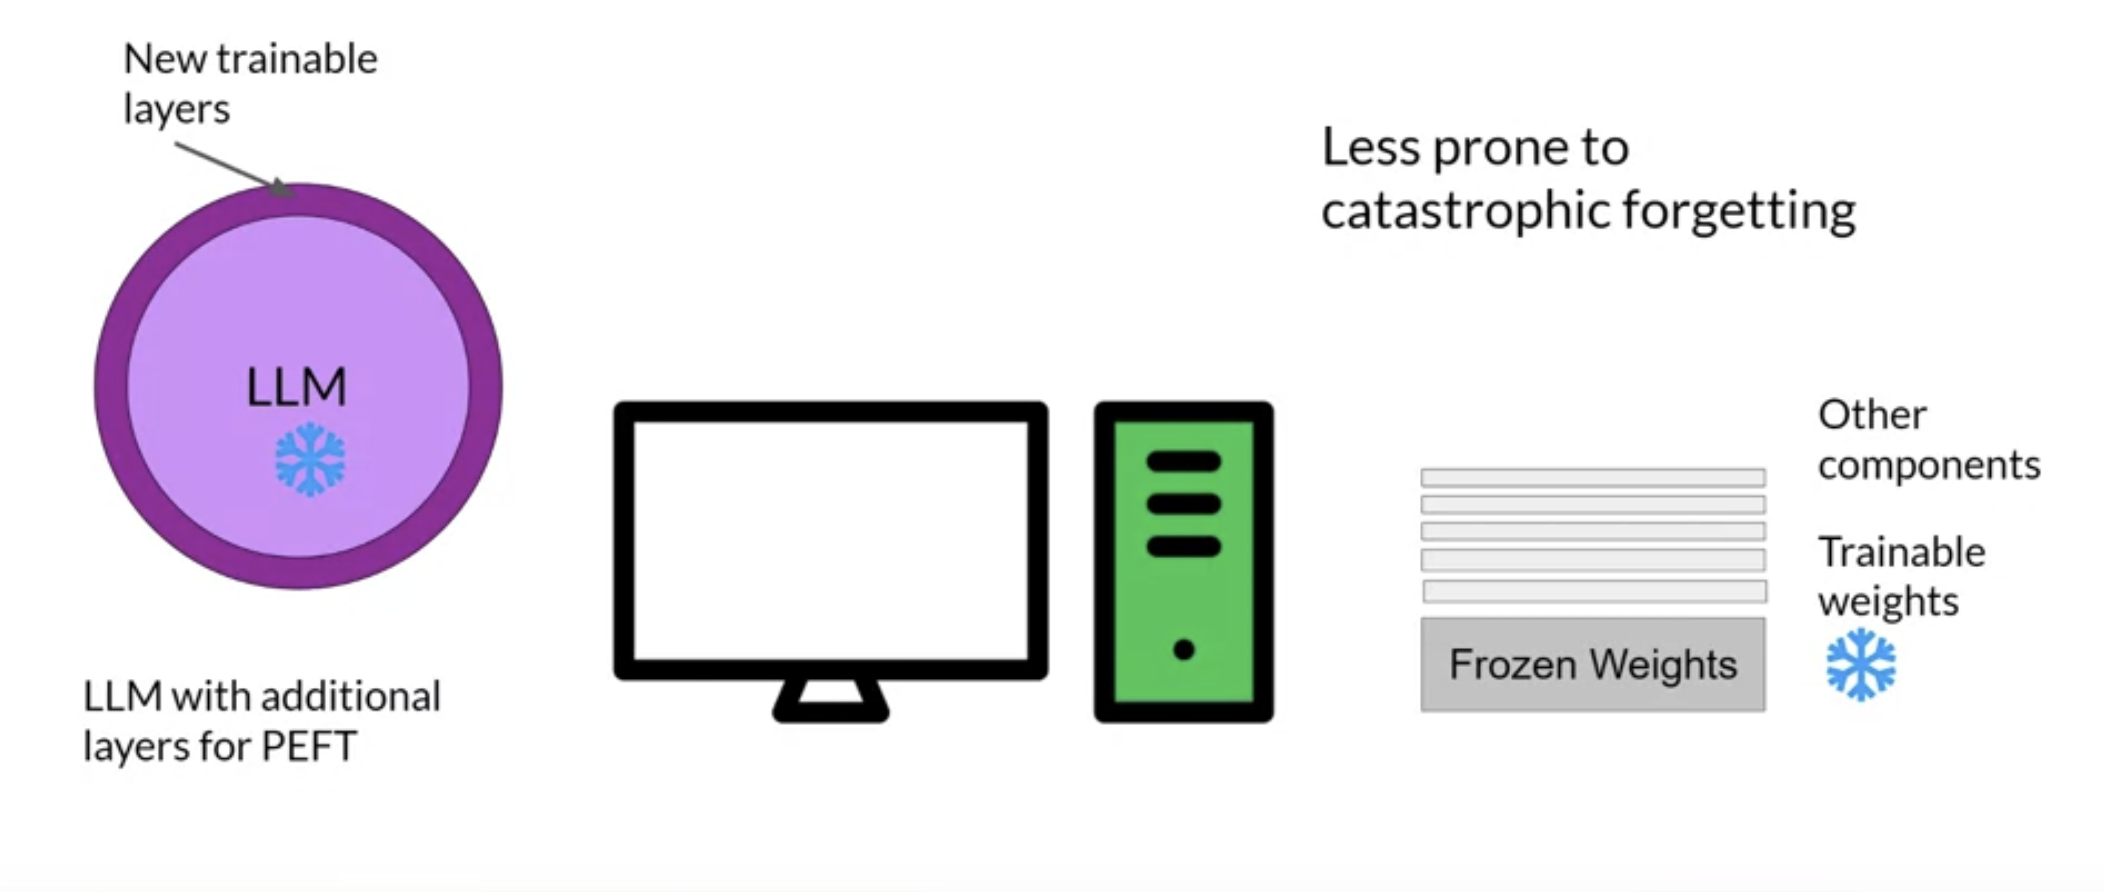 New trainable
layers
LLM
LLM with additional
layers for PEFT
Less prone to
catastrophic forgetting
Other
components
Trainable
weights
Frozen Weights